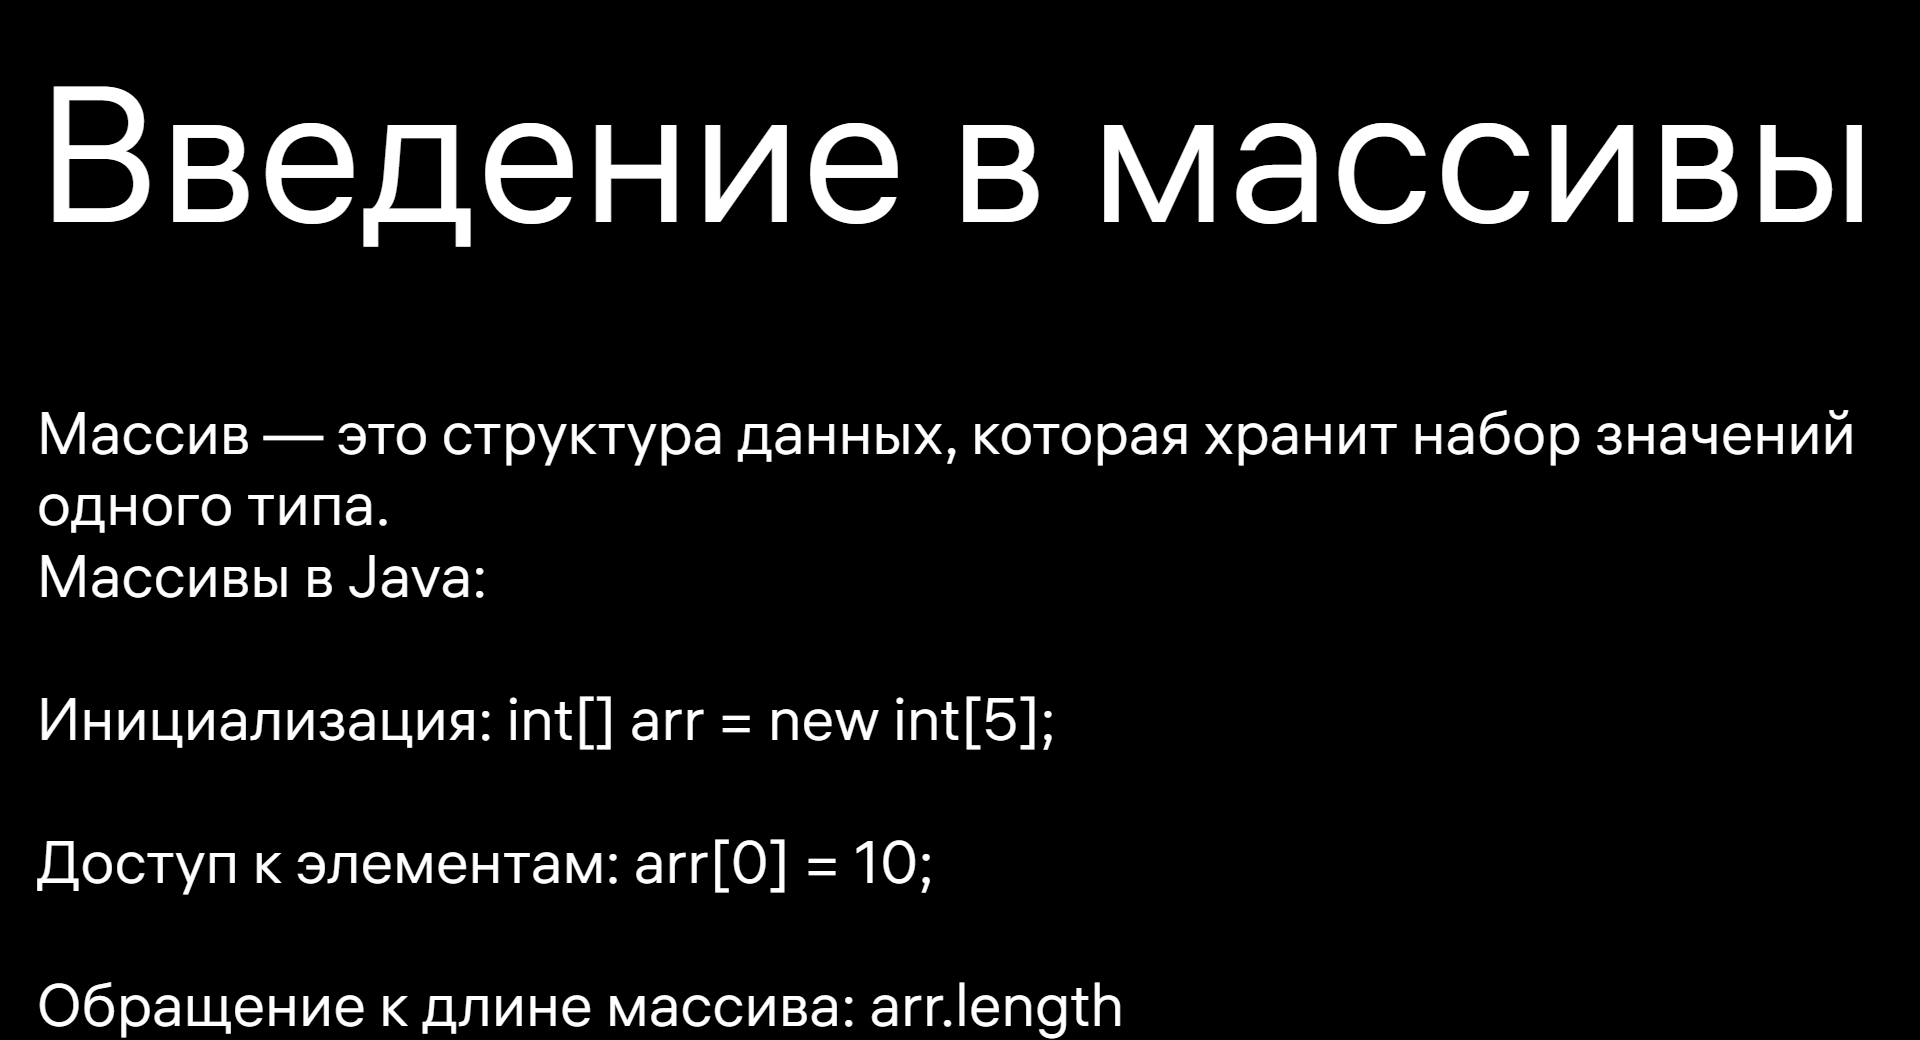 Введение в массивы
Массив — это структура данных, которая хранит набор значений
одного типа.
Массивы в Java:
Инициализация: int[] arr = new int[5];
Доступ к элементам: arr[0] = 10;
Обращение к длине массива: arr.length